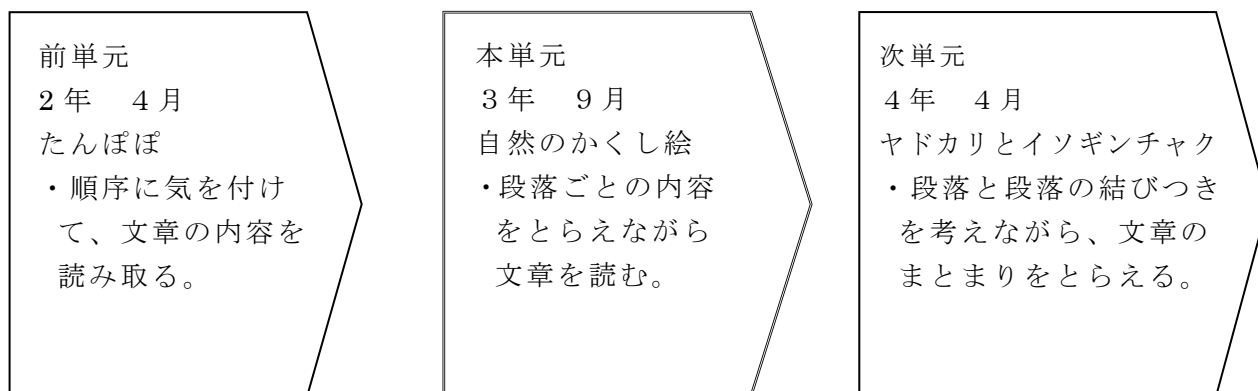 前単元
2年　4月
たんぽぽ
・順序に気を付け
て、文章の内容を
読み取る。
本単元
３年　９月
自然のかくし絵
・段落ごとの内容
をとらえながら
文章を読む。
次単元
４年　４月
ヤドカリとイソギンチャク
・段落と段落の結びつき
を考えながら、文章の
まとまりをとらえる。